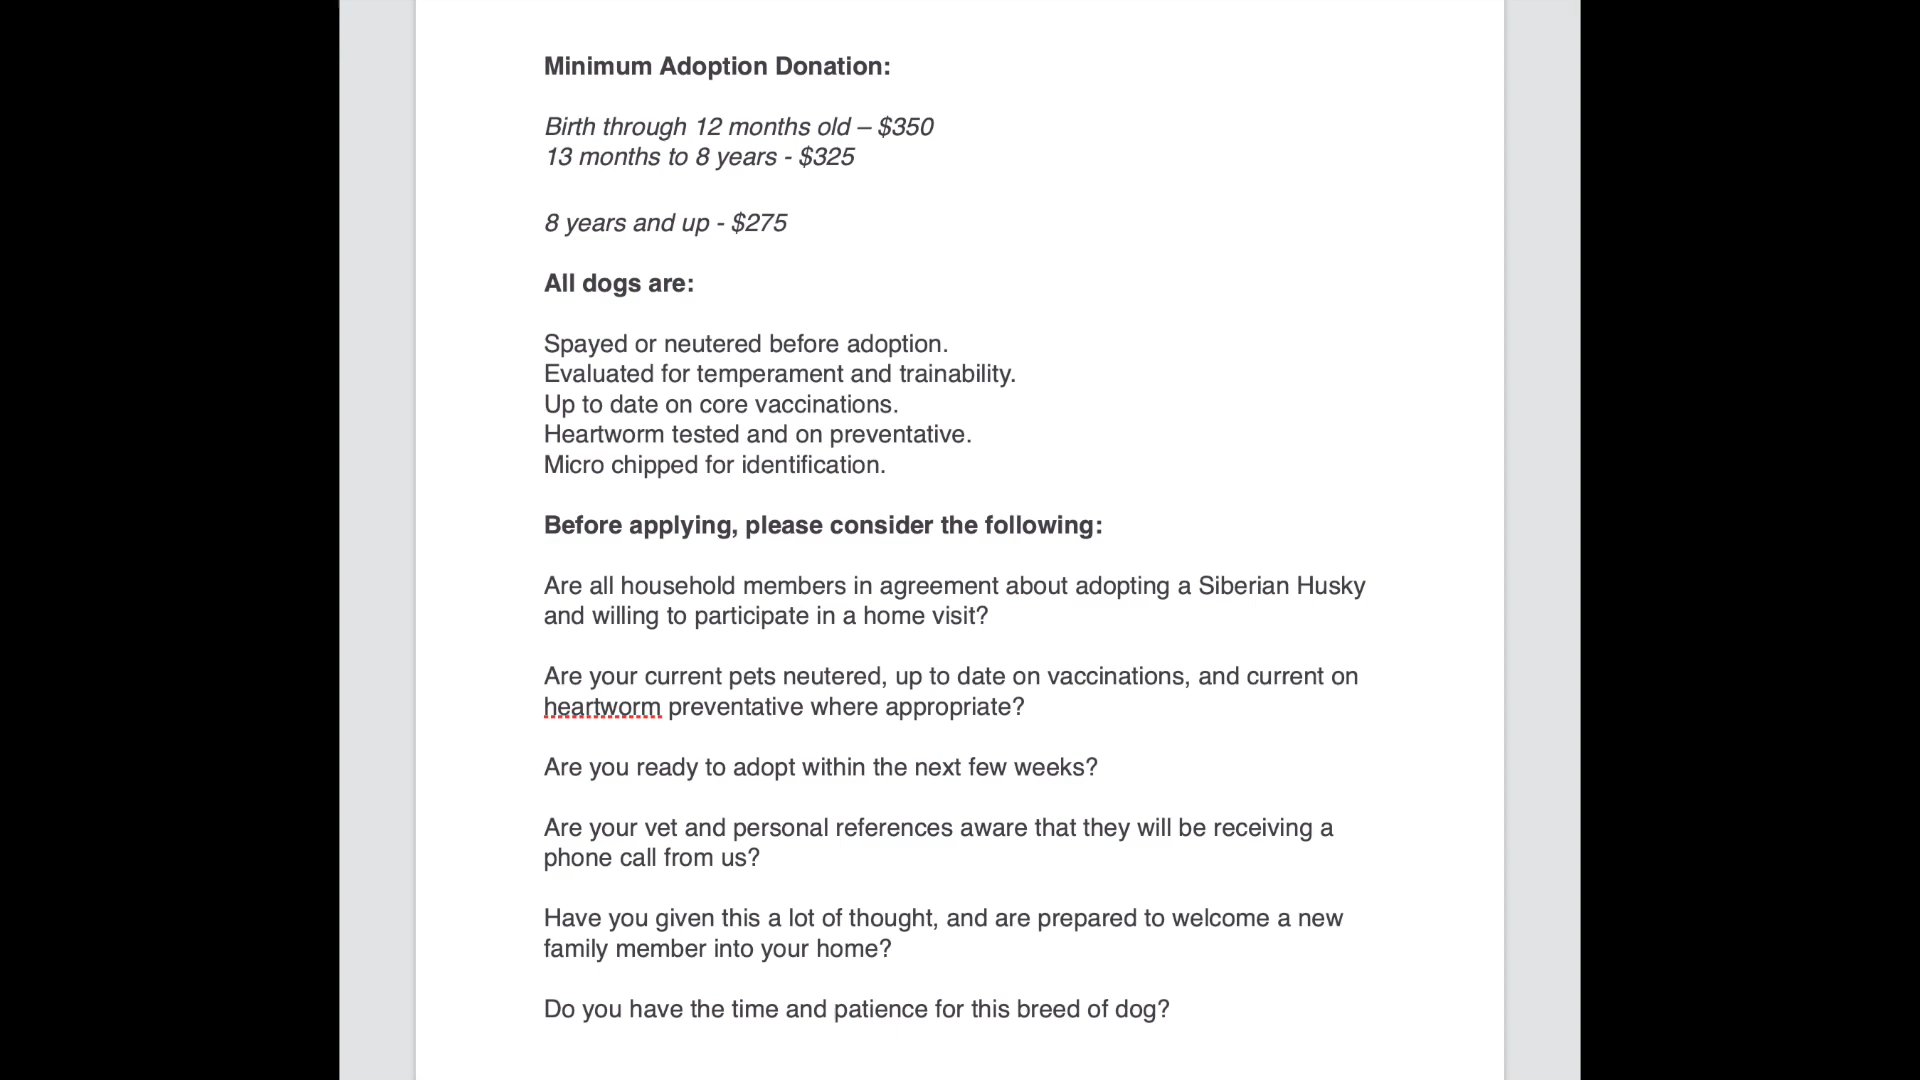 Minimum Adoption Donation:
Birth through 12 months old – $350
13 months to 8 years - $325
8 years and up - $275
All dogs are:
Spayed or neutered before adoption.
Evaluated for temperament and trainability.
Up to date on core vaccinations.
Heartworm tested and on preventative.
Micro chipped for identification.
Before applying, please consider the following:
Are all household members in agreement about adopting a Siberian Husky
and willing to participate in a home visit?
Are your current pets neutered, up to date on vaccinations, and current on
heartworm preventative where appropriate?
Are you ready to adopt within the next few weeks?
Are your vet and personal references aware that they will be receiving a
phone call from us?
Have you given this a lot of thought, and are prepared to welcome a new
family member into your home?
Do you have the time and patience for this breed of dog?